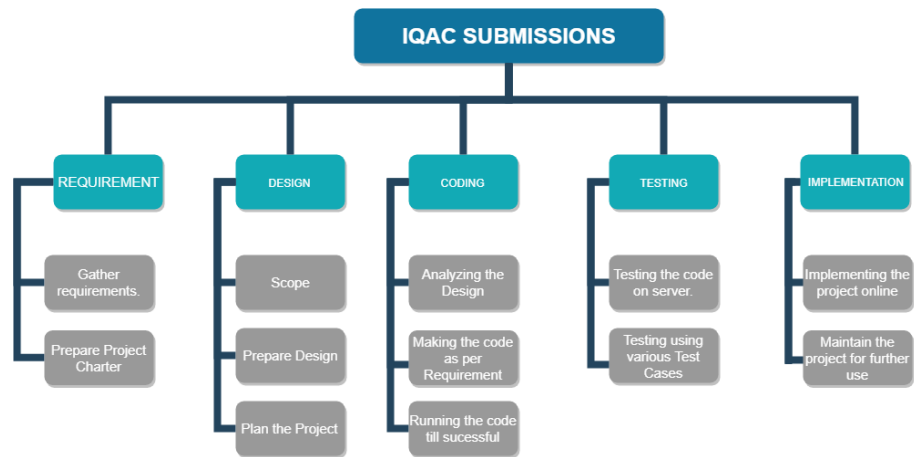 IQAC SUBMISSIONS
REQUIREMENT
DESIGN
CODING
TESTING
IMPLEMENTATION
Gather
requirements.
Prepare Project
Charter
Scope
Prepare Design
Plan the Project
Analyzing the
Design
Making the code
as per
Requirement
Running the code
till sucessful
Testing the code
on server.
Testing using
various Test
Cases
Implementing the
project online
Maintain the
project for further
use